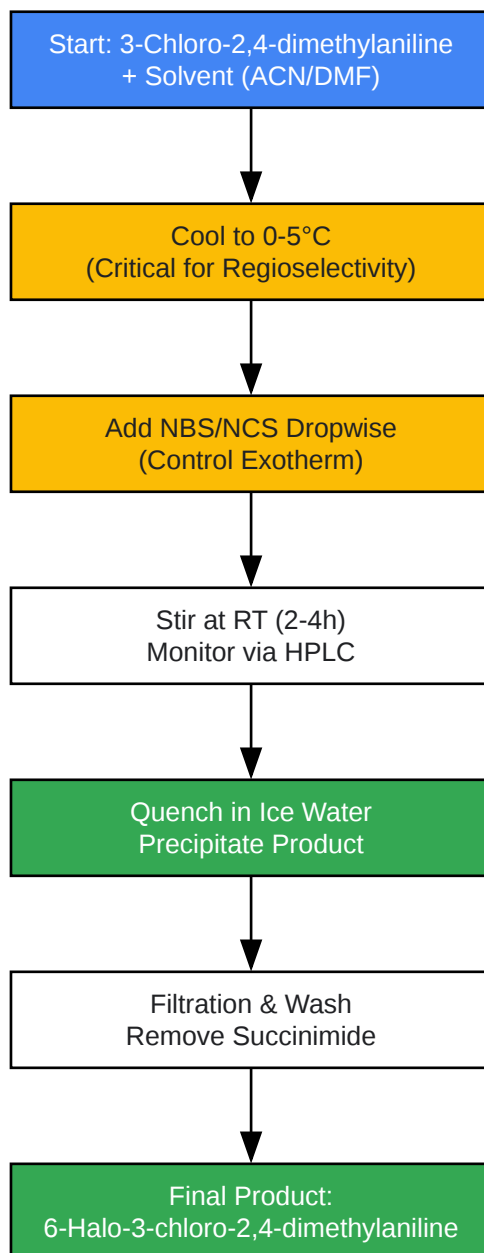 Start: 3-Chloro-2,4-dimethylaniline
+ Solvent (ACN/DMF)
Cool to 0-5°C
(Critical for Regioselectivity)
Add NBS/NCS Dropwise
(Control Exotherm)
Stir at RT (2-4h)
Monitor via HPLC
Quench in Ice Water
Precipitate Product
Filtration & Wash
Remove Succinimide
Final Product:
6-Halo-3-chloro-2,4-dimethylaniline